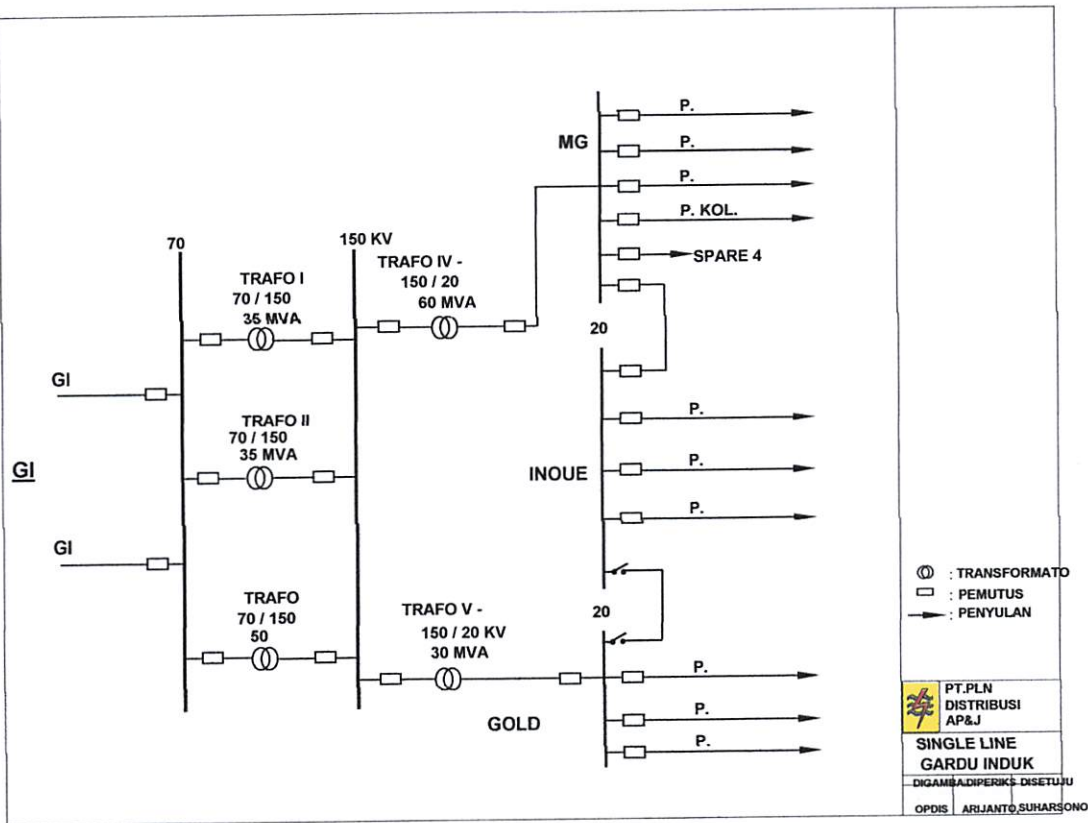 GI
GI
GI
70
TRAFO I
70 / 150
35 MVA
TRAFO II
70 / 150
35 MVA
TRAFO
70 / 150
50
150 KV
TRAFO IV -
150 / 20
60 MVA
TRAFO V -
150 / 20 KV
30 MVA
GOLD
MG
P.
P.
P.
P. KOL.
SPARE 4
20
INOUE
P.
P.
P.
20
P.
P.
P.
: TRANSFORMATO
: PEMUTUS
: PENYULAN
PT.PLN
DISTRIBUSI
AP&J
SINGLE LINE
GARDU INDUK
DIGAMBA DIPERIKS DISETUJU
OPDIS ARIJANTO, SUHARSONO